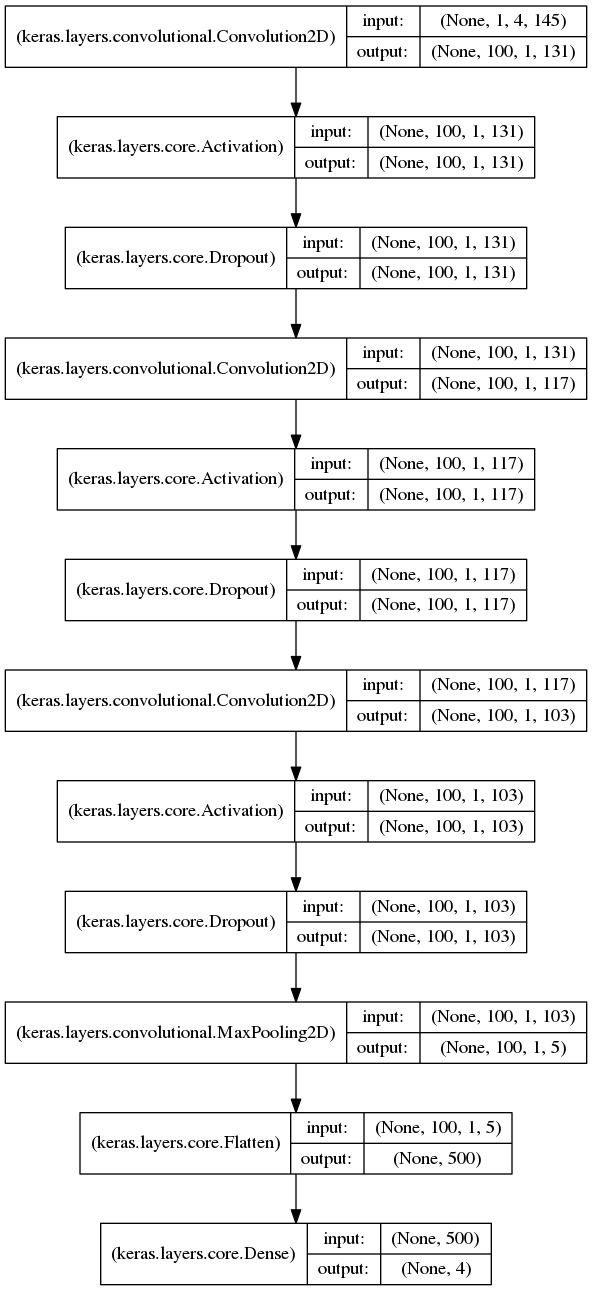 (keras.layers.convolutional.Convolution2D) input: (None, 1, 4, 145)
output: (None, 100, 1, 131)
(keras.layers.core.Activation) input: (None, 100, 1, 131)
output: (None, 100, 1, 131)
(keras.layers.core.Dropout) input: (None, 100, 1, 131)
output: (None, 100, 1, 131)
(keras.layers.convolutional.Convolution2D) input: (None, 100, 1, 131)
output: (None, 100, 1, 117)
(keras.layers.core.Activation) input: (None, 100, 1, 117)
output: (None, 100, 1, 117)
(keras.layers.core.Dropout) input: (None, 100, 1, 117)
output: (None, 100, 1, 117)
(keras.layers.convolutional.Convolution2D) input: (None, 100, 1, 117)
output: (None, 100, 1, 103)
(keras.layers.core.Activation) input: (None, 100, 1, 103)
output: (None, 100, 1, 103)
(keras.layers.core.Dropout) input: (None, 100, 1, 103)
output: (None, 100, 1, 103)
(keras.layers.convolutional.MaxPooling2D) input: (None, 100, 1, 103)
output: (None, 100, 1, 5)
(keras.layers.core.Flatten) input: (None, 100, 1, 5)
output: (None, 500)
(keras.layers.core.Dense) input: (None, 500)
output: (None, 4)